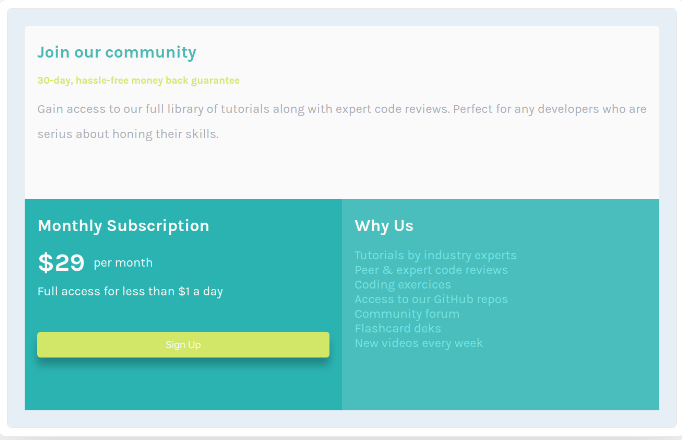 Join our community
30-day, hassle-free money back guarantee
Gain access to our full library of tutorials along with expert code reviews. Perfect for any developers who are
serius about honing their skills.
Monthly Subscription
$29 per month
Full access for less than $1 a day
Sign Up
Why Us
Tutorials by industry experts
Peer & expert code reviews
Coding exercices
Access to our GitHub repos
Community forum
Flashcard deks
New videos every week